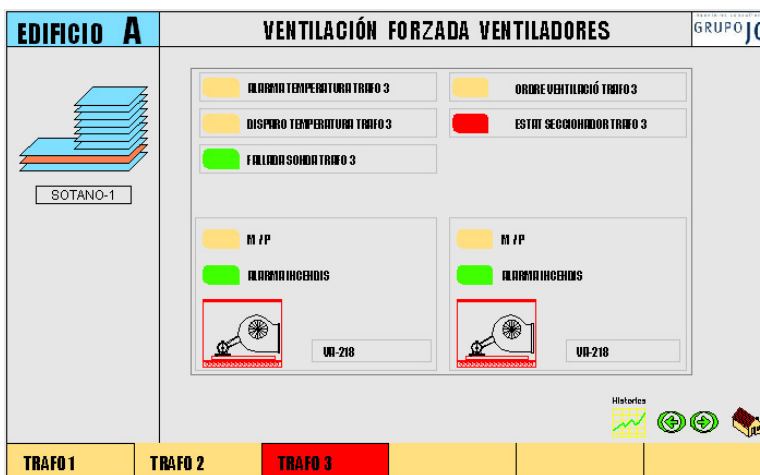 EDIFICIO A
VENTILACIÓN FORZADA VENTILADORES
GRUPO JG
ALARMA TEMPERATURA TRAFO 3
ORDRE VENTILACIÓ TRAFO 3
DISPARO TEMPERATURA TRAFO 3
ESTAT SECCIONADOR TRAFO 3
FALLADA SONDA TRAFO 3
SOTANO-1
M / P
M / P
ALARMA INCENDIS
ALARMA INCENDIS
VA-218
VA-218
Historics
TRAFO 1
TRAFO 2
TRAFO 3